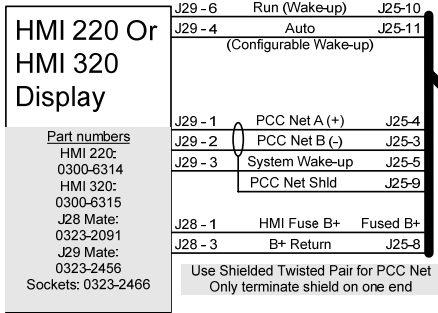 J29 - 6 Run (Wake-up) J25-10
J29 - 4 Auto J25-11
(Configurable Wake-up)
HMI 220 Or
HMI 320
Display
J29 - 1 PCC Net A (+) J25-4
J29 - 2 PCC Net B (-) J25-3
J29 - 3 System Wake-up J25-5
PCC Net Shld J25-9
Part numbers
HMI 220:
0300-6314
HMI 320:
0300-6315
J28 Mate:
0323-2091
J29 Mate:
0323-2456
Sockets: 0323-2466
J28 - 1 HMI Fuse B+ Fused B+
J28 - 3 B+ Return J25-8
Use Shielded Twisted Pair for PCC Net
Only terminate shield on one end